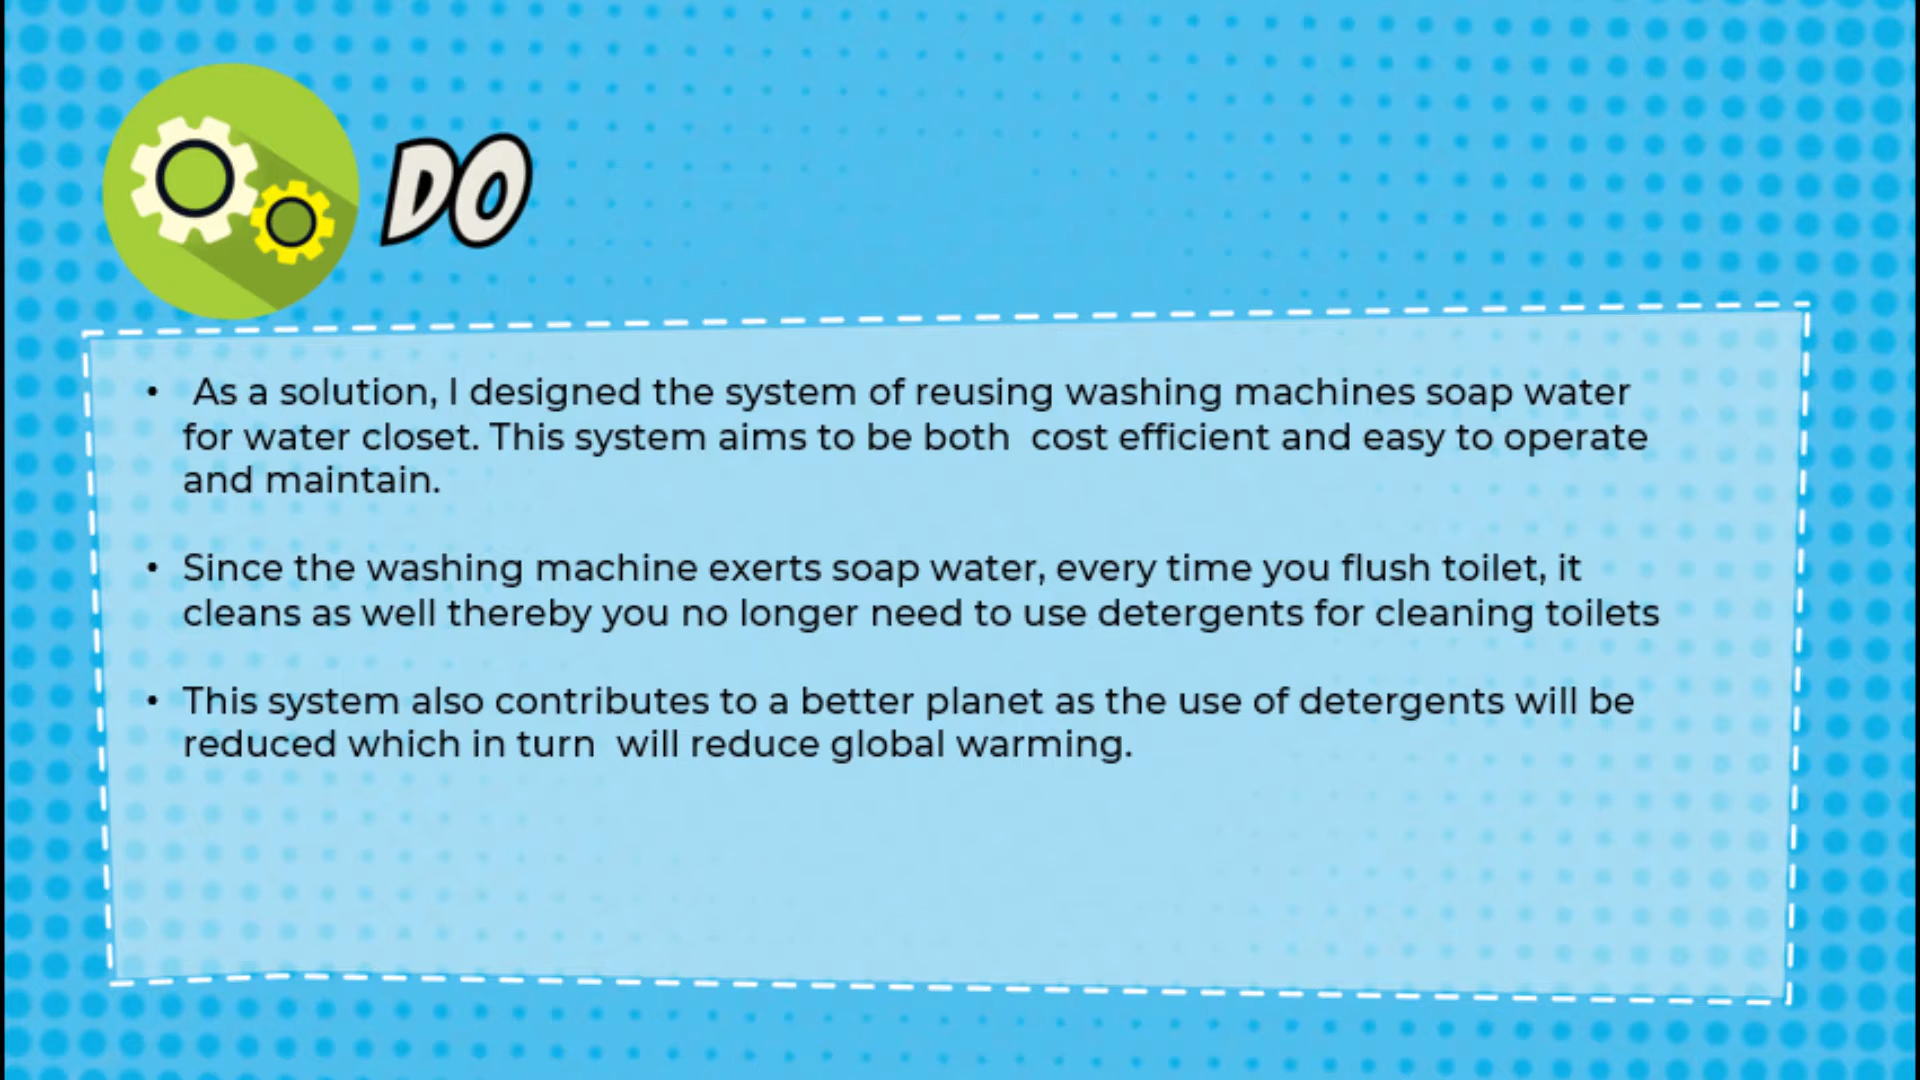 DO
• As a solution, I designed the system of reusing washing machines soap water
for water closet. This system aims to be both  cost efficient and easy to operate
and maintain.
• Since the washing machine exerts soap water, every time you flush toilet, it
cleans as well thereby you no longer need to use detergents for cleaning toilets
• This system also contributes to a better planet as the use of detergents will be
reduced which in turn  will reduce global warming.